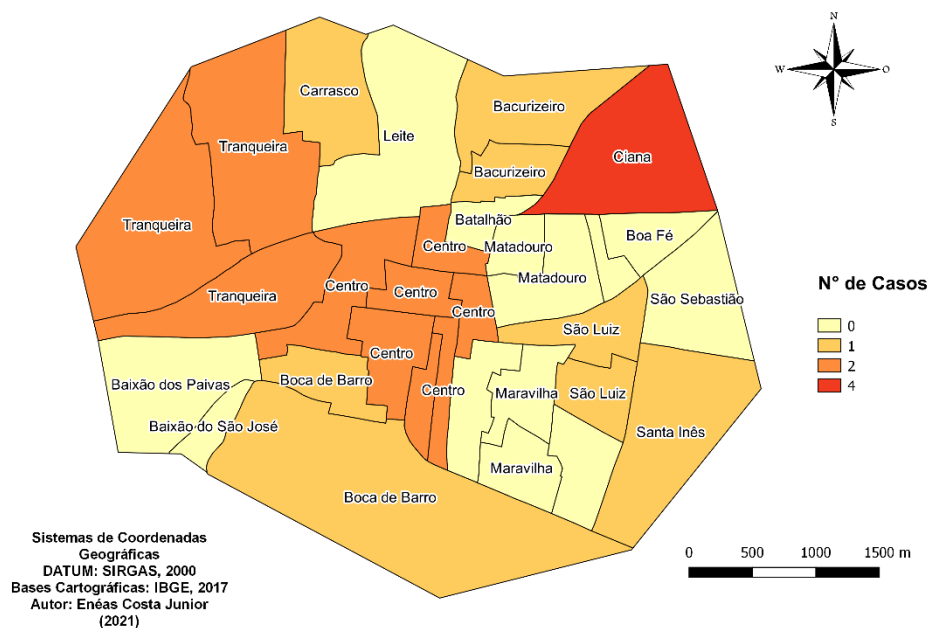 N
W
O
S
Carrasco
Leite
Bacurizeiro
Tranqueira
Bacurizeiro
Ciana
Tranqueira
Batalhão
Centro
Matadouro
Boa Fé
Matadouro
Tranqueira
Centro
Centro
Centro
São Sebastião
São Luiz
Centro
Baixão dos Paivas
Boca de Barro
Centro
Maravilha
São Luiz
Baixão do São José
Santa Inês
Maravilha
Boca de Barro
N° de Casos
0
1
2
4
Sistemas de Coordenadas
Geográficas
DATUM: SIRGAS, 2000
Bases Cartográficas: IBGE, 2017
Autor: Enéas Costa Junior
(2021)
0 500 1000 1500 m